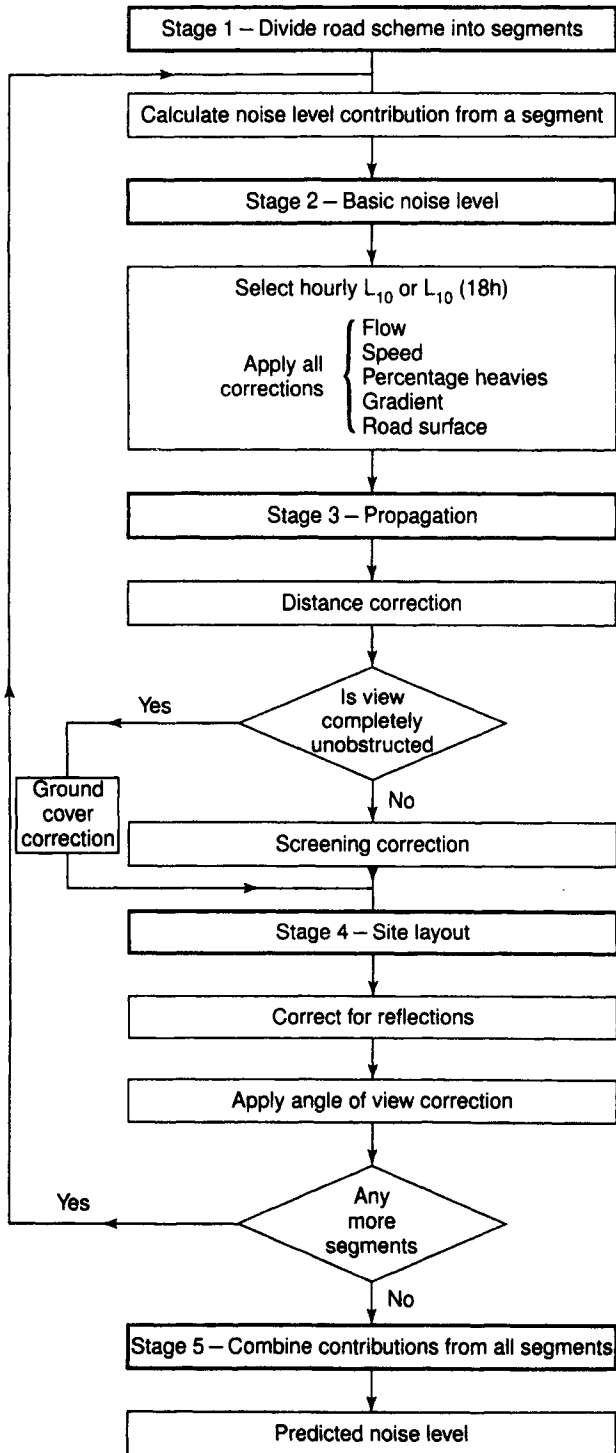 Stage 1 – Divide road scheme into segments
Calculate noise level contribution from a segment
Stage 2 – Basic noise level
Select hourly L10 or L10 (18h)
Apply all
corrections
Flow
Speed
Percentage heavies
Gradient
Road surface
Stage 3 – Propagation
Distance correction
Is view
completely
unobstructed
Yes
No
Ground
cover
correction
Screening correction
Stage 4 – Site layout
Correct for reflections
Apply angle of view correction
Any
more
segments
Yes
No
Stage 5 – Combine contributions from all segments
Predicted noise level